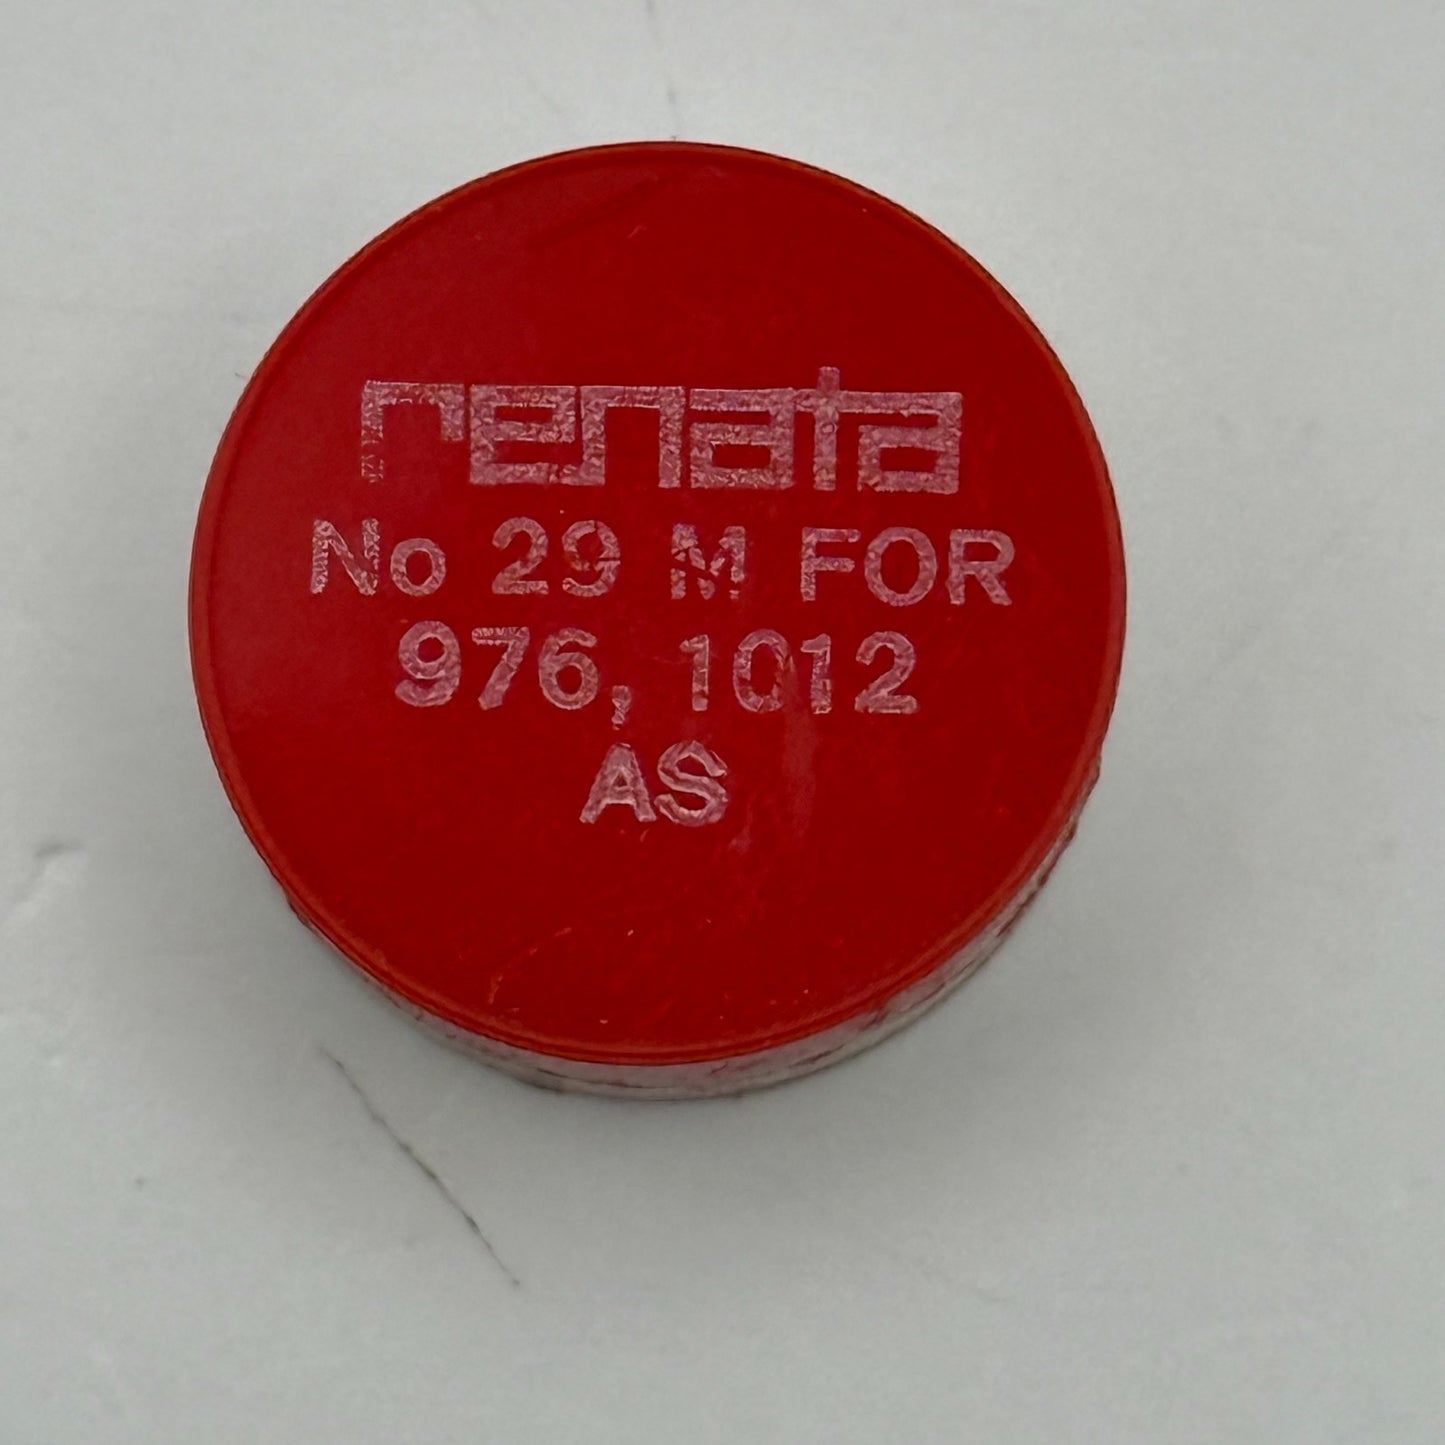 renata
No 29 M FOR
976, 1012
AS